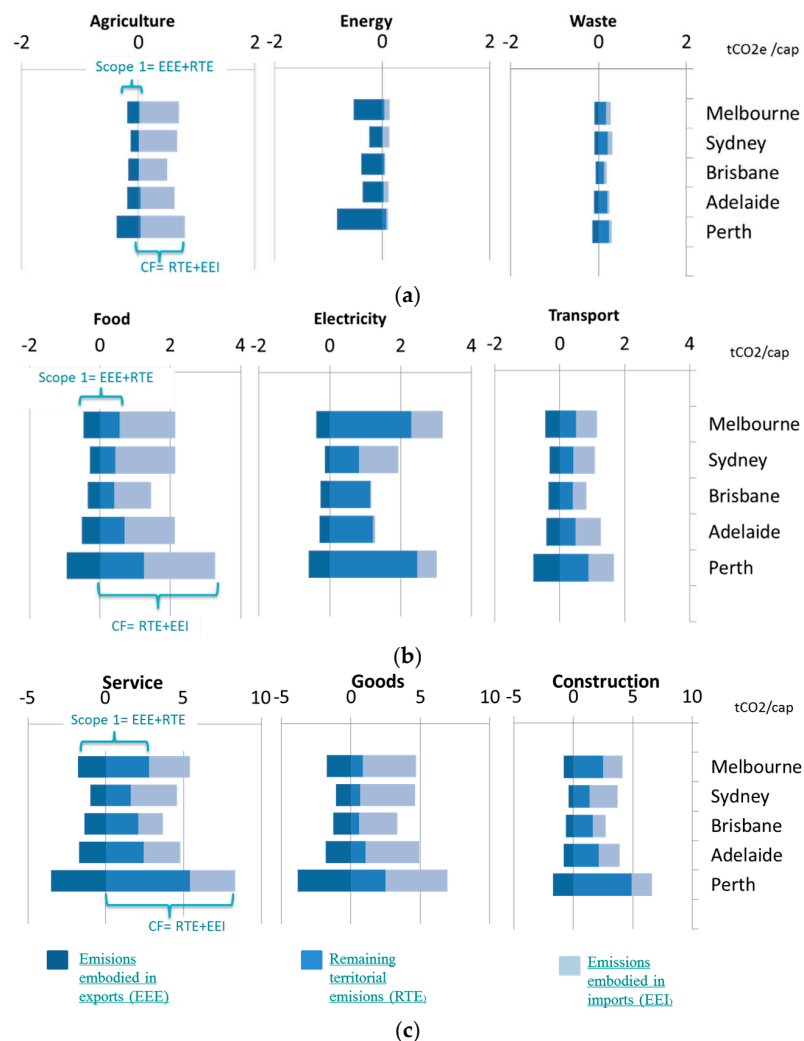 Agriculture
Energy
Waste
-2 0 2
-2 0 2
-2 0 2
tCO2e /cap
Scope 1= EEE+RTE
Melbourne
Sydney
Brisbane
Adelaide
Perth
CF= RTE+EEI
(a)
Food
Electricity
Transport
-2 0 2 4
-2 0 2 4
-2 0 2 4
tCO2/cap
Scope 1= EEE+RTE
Melbourne
Sydney
Brisbane
Adelaide
Perth
CF= RTE+EEI
(b)
Service
Goods
Construction
-5 0 5 10
-5 0 5 10
-5 0 5 10
tCO2/cap
Scope 1= EEE+RTE
Melbourne
Sydney
Brisbane
Adelaide
Perth
CF= RTE+EEI
Emisions
embodied in
exports (EEE)
Remaining
territorial
emisions (RTE)
Emissions
embodied in
imports (EEI)
(c)